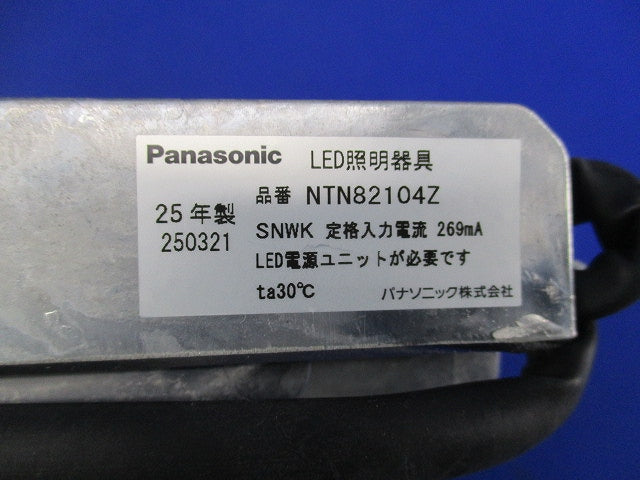 Panasonic LED照明器具
品番 NTN82104Z
25年製
250321
SNWK 定格入力電流 269mA
LED電源ユニットが必要です
ta30℃
パナソニック株式会社